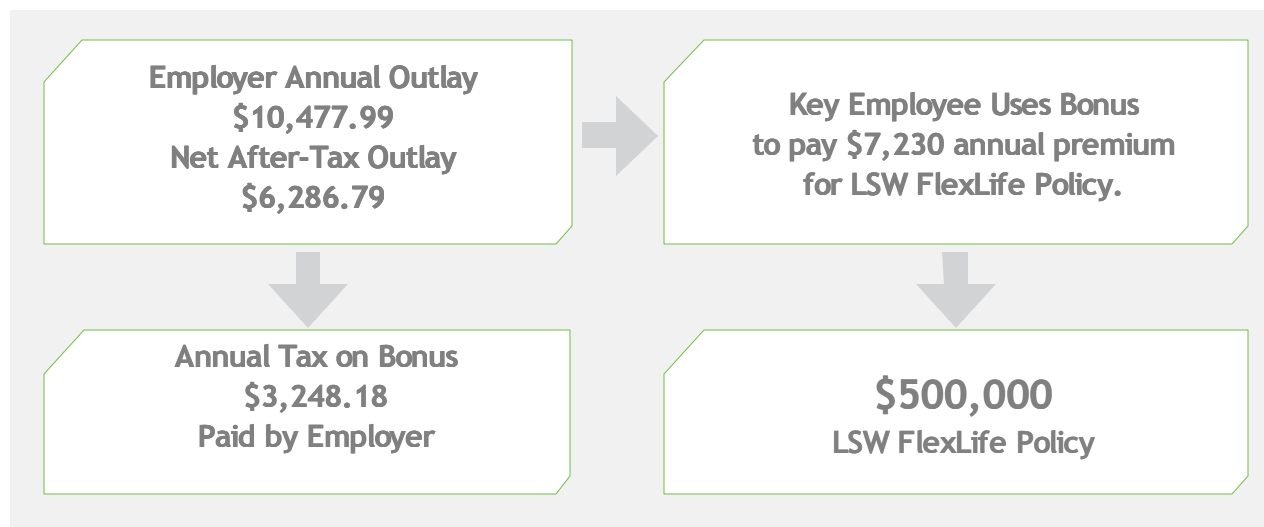 Employer Annual Outlay
$10,477.99
Net After-Tax Outlay
$6,286.79
Key Employee Uses Bonus
to pay $7,230 annual premium
for LSW FlexLife Policy.
Annual Tax on Bonus
$3,248.18
Paid by Employer
$500,000
LSW FlexLife Policy